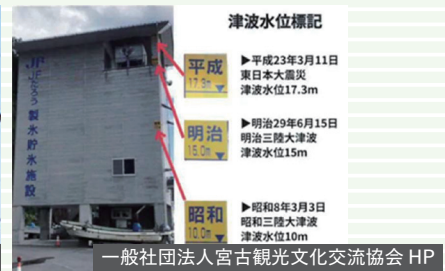 津波水位標記
平成
17.3m
▶平成23年3月11日
東日本大震災
津波水位17.3m
明治
15.0m
▶明治29年6月15日
明治三陸大津波
津波水位15m
昭和
10.0m
▶昭和8年3月3日
昭和三陸大津波
津波水位10m
JFたろう製氷貯氷施設
一般社団法人宮古観光文化交流協会 HP